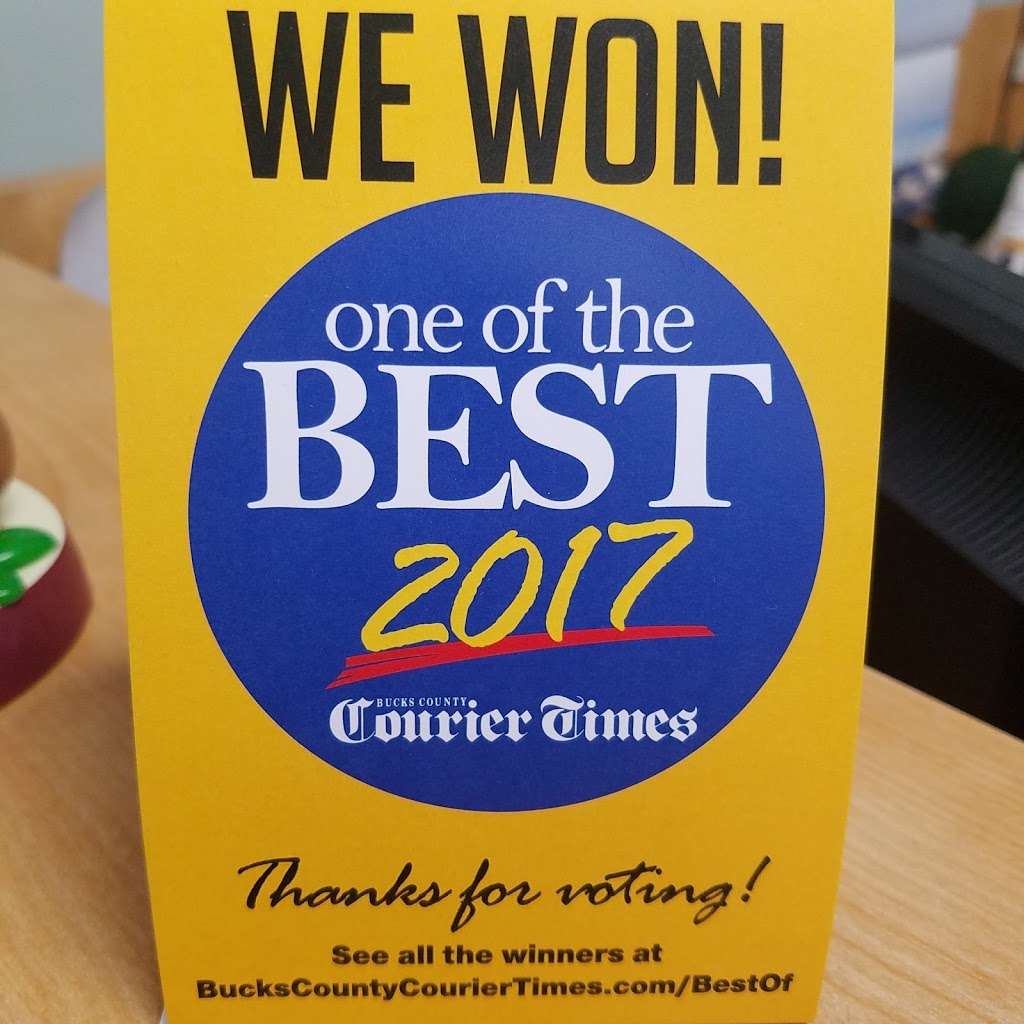 WE WON!
one of the
BEST
2017
BUCKS COUNTY
Courier Times
Thanks for voting!
See all the winners at
BucksCountyCourierTimes.com/BestOf